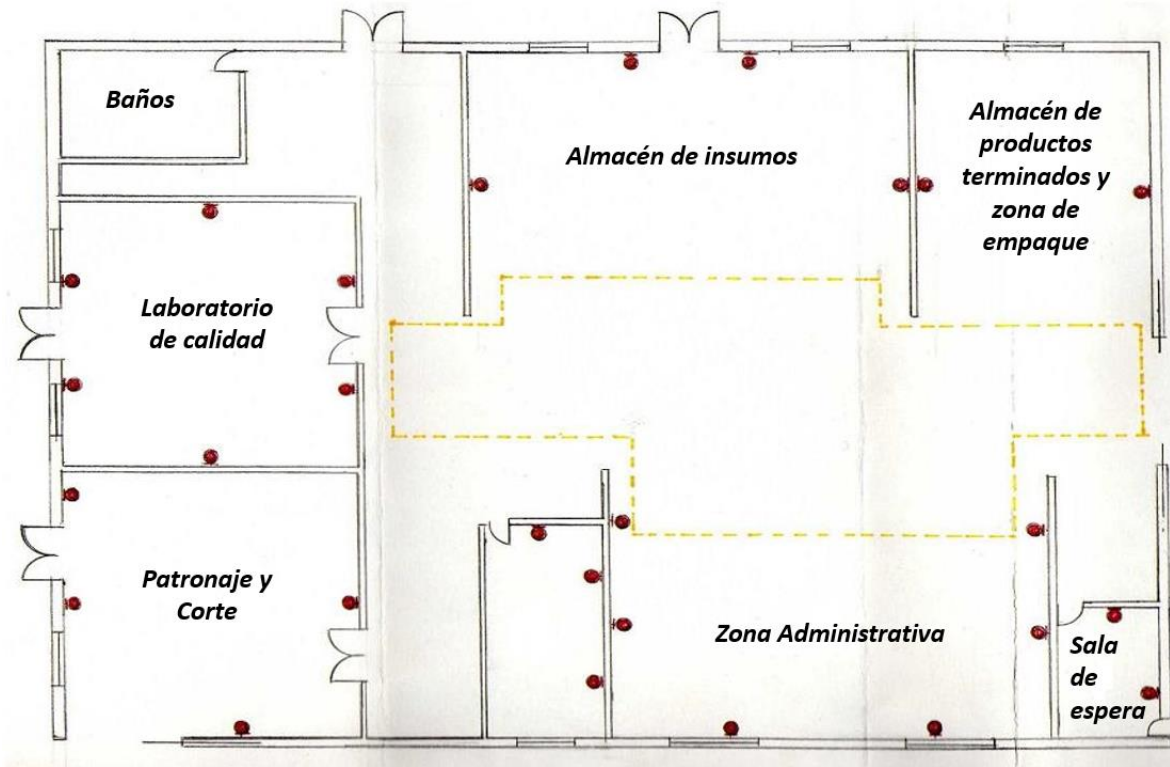 Baños
Almacén de insumos
Almacén de
productos
terminados y
zona de
empaque
Laboratorio
de calidad
Patronaje y
Corte
Zona Administrativa
Sala
de
espera